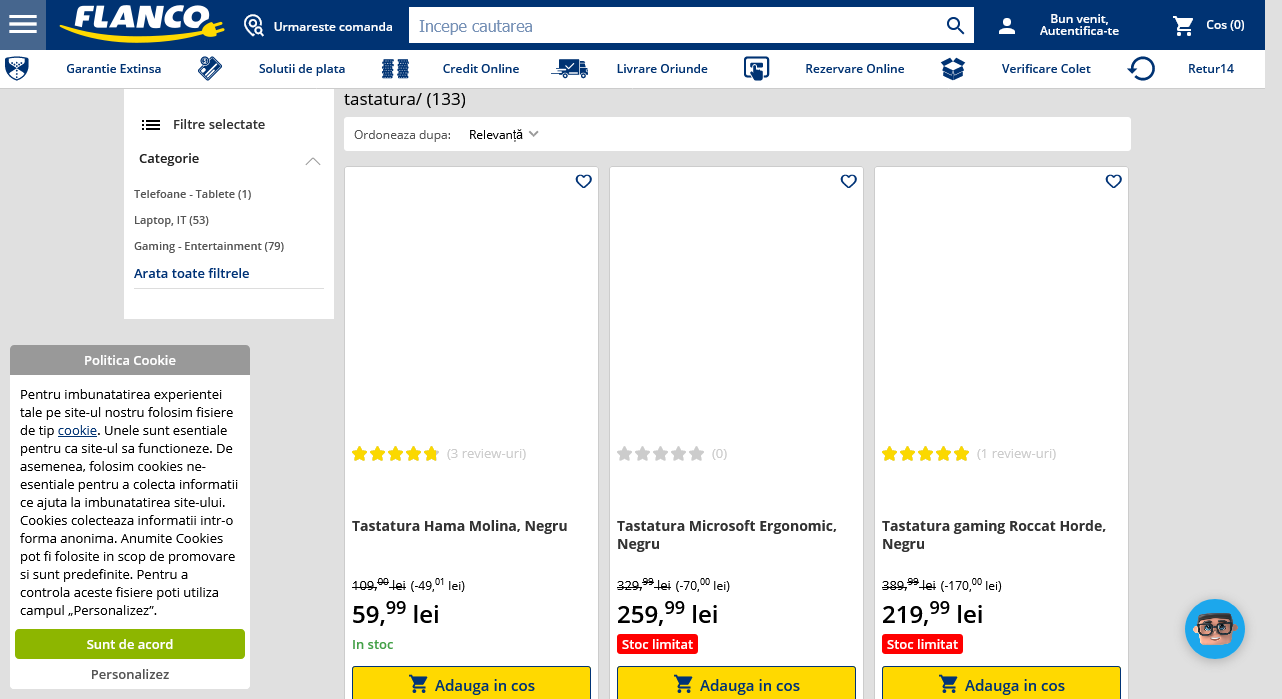 FLANCO
Urmareste comanda
Incepe cautarea
Bun venit,
Autentifica-te
Cos (0)
Garantie Extinsa
Solutii de plata
Credit Online
Livrare Oriunde
Rezervare Online
Verificare Colet
Retur14
tastatura/ (133)
Filtre selectate
Ordoneaza dupa:
Relevanță
Categorie
Telefoane - Tablete (1)
Laptop, IT (53)
Gaming - Entertainment (79)
Arata toate filtrele
Politica Cookie
Pentru imbunatatirea experientei
tale pe site-ul nostru folosim fisiere
de tip cookie. Unele sunt esentiale
pentru ca site-ul sa functioneze. De
asemenea, folosim cookies ne-
esentiale pentru a colecta informatii
ce ajuta la imbunatatirea site-ului.
Cookies colecteaza informatii intr-o
forma anonima. Anumite Cookies
pot fi folosite in scop de promovare
si sunt predefinite. Pentru a
controla aceste fisiere poti utiliza
campul „Personalizez”.
Sunt de acord
Personalizez
(3 review-uri)
Tastatura Hama Molina, Negru
109,00 lei (-49,01 lei)
59,99 lei
In stoc
Adauga in cos
(0)
Tastatura Microsoft Ergonomic,
Negru
329,99 lei (-70,00 lei)
259,99 lei
Stoc limitat
Adauga in cos
(1 review-uri)
Tastatura gaming Roccat Horde,
Negru
389,99 lei (-170,00 lei)
219,99 lei
Stoc limitat
Adauga in cos